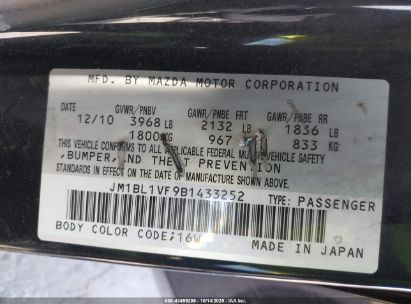 MFD. BY MAZDA MOTOR CORPORATION
GVWR/PNBV GAWR/PNBE FRT GAWR/PNBE RR
12/10 3968 LB 2132 LB 1836 LB
1800 KG 967 KG 833 KG
THIS VEHICLE CONFORMS TO ALL APPLICABLE FEDERAL MOTOR VEHICLE SAFETY
,BUMPER, AND THEFT PREVENTION
STANDARDS IN EFFECT ON THE DATE OF MANUFACTURE SHOWN ABOVE.
JM1BL1VF9B1433252 TYPE: PASSENGER
BODY COLOR CODE: 16W
MADE IN JAPAN